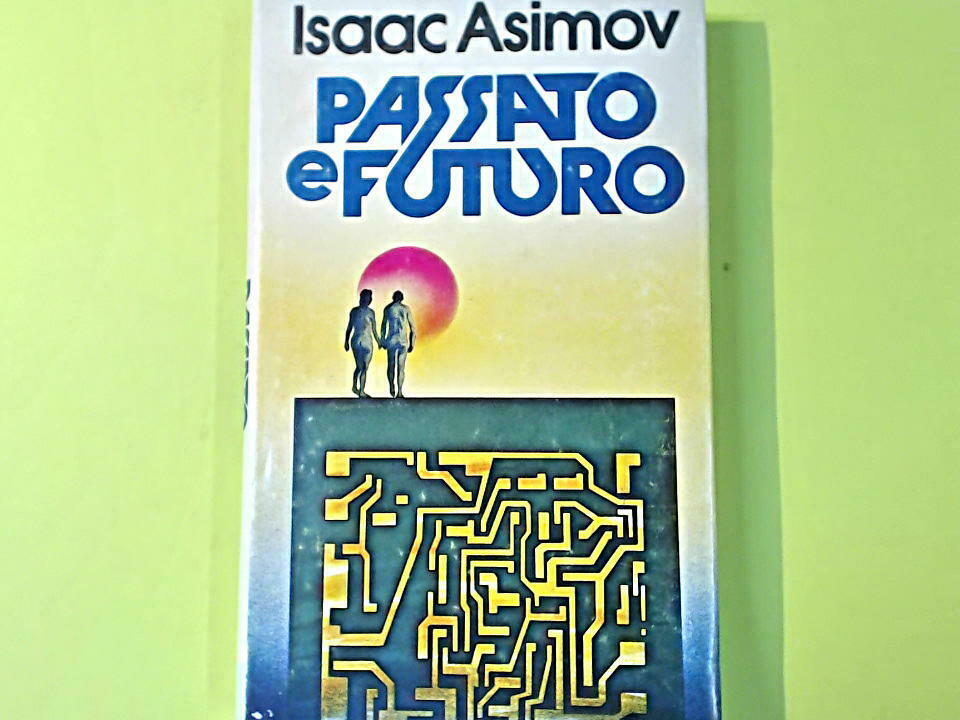 Isaac Asimov
PASSATO
e FUTURO